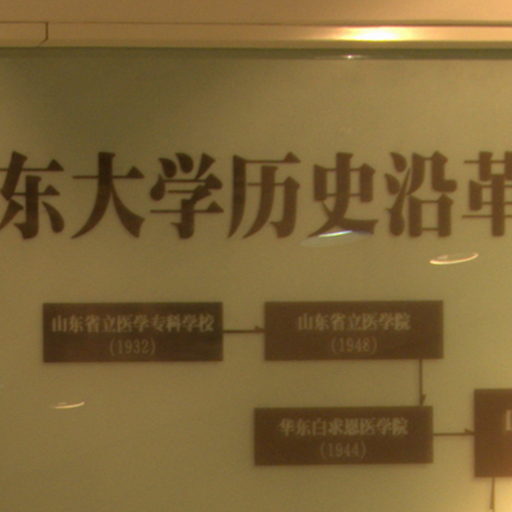 东大学历史沿革
山东省立医学专科学校
(1932)
山东省立医学院
(1948)
华东白求恩医学院
(1944)